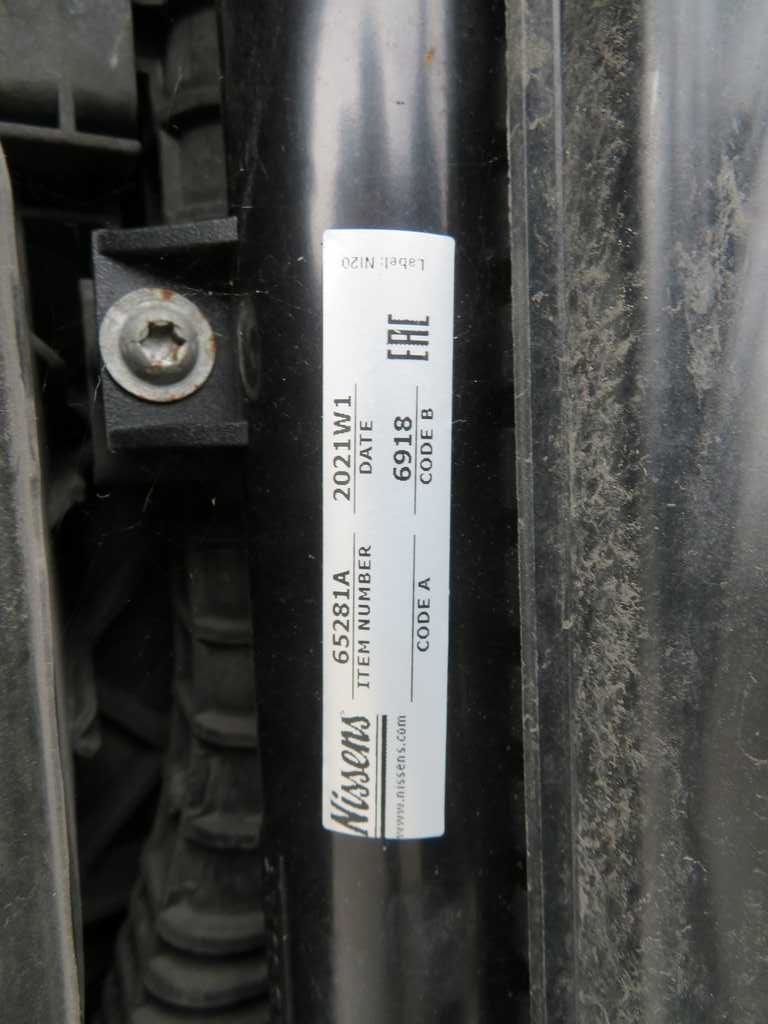 Nissens
www.nissens.com
65281A
ITEM NUMBER
2021W1
DATE
CODE A
6918
CODE B
EAC
Label: NI20